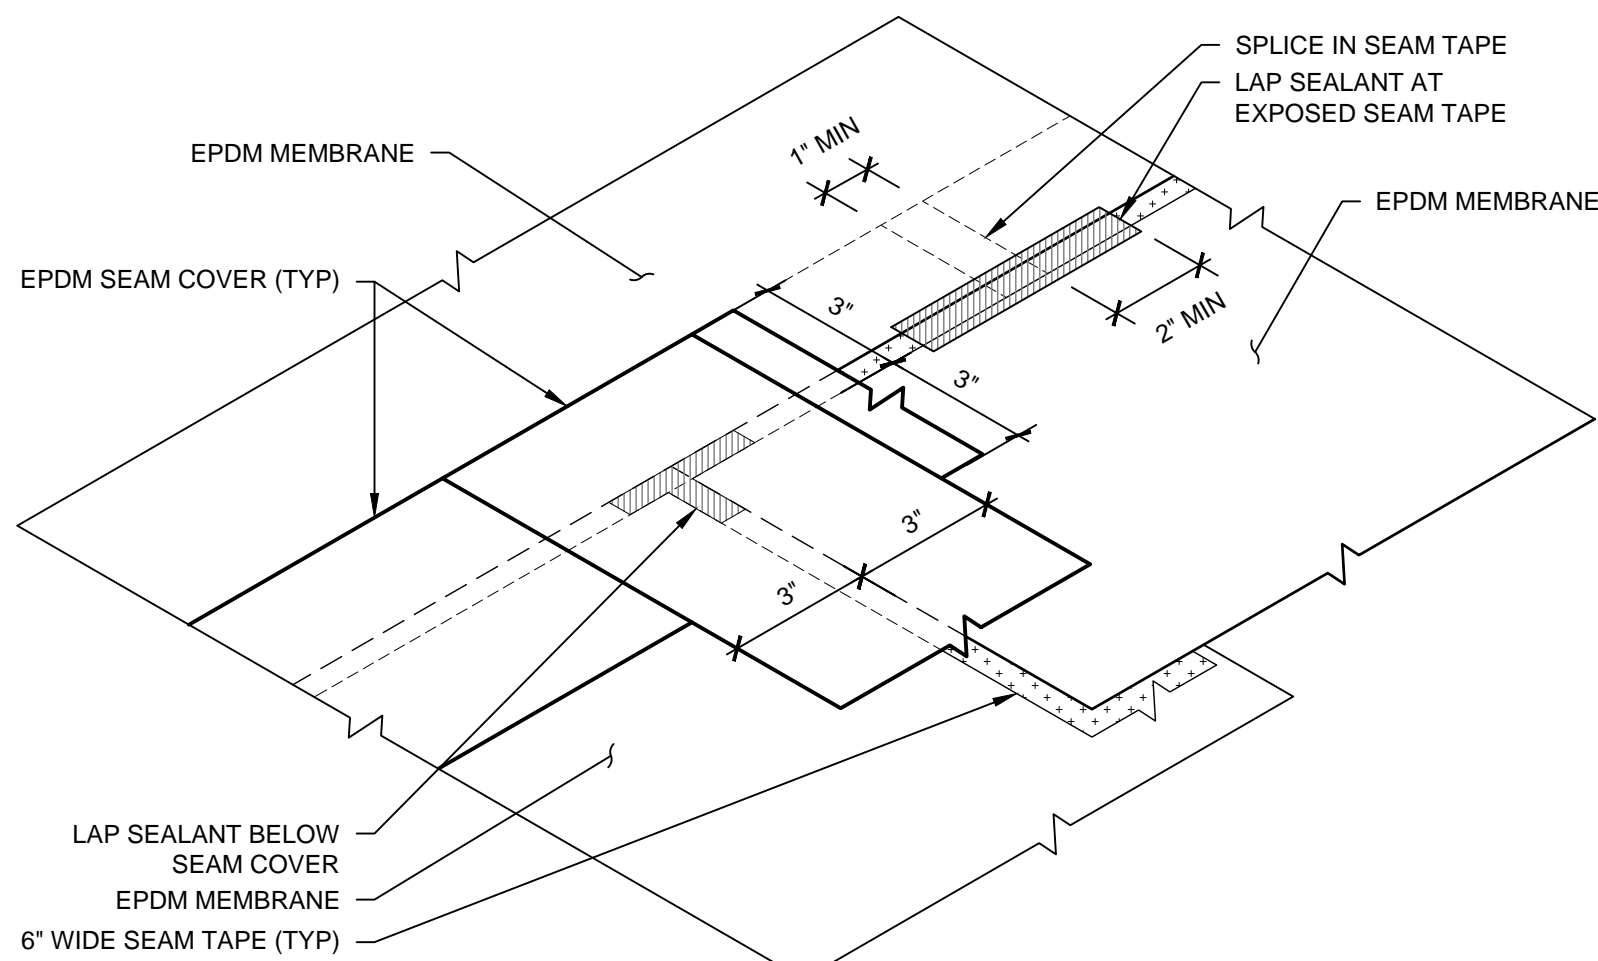 SPLICE IN SEAM TAPE
LAP SEALANT AT
EXPOSED SEAM TAPE
1" MIN
EPDM MEMBRANE
EPDM MEMBRANE
EPDM SEAM COVER (TYP)
3"
2" MIN
3"
3"
3"
LAP SEALANT BELOW
SEAM COVER
EPDM MEMBRANE
6" WIDE SEAM TAPE (TYP)